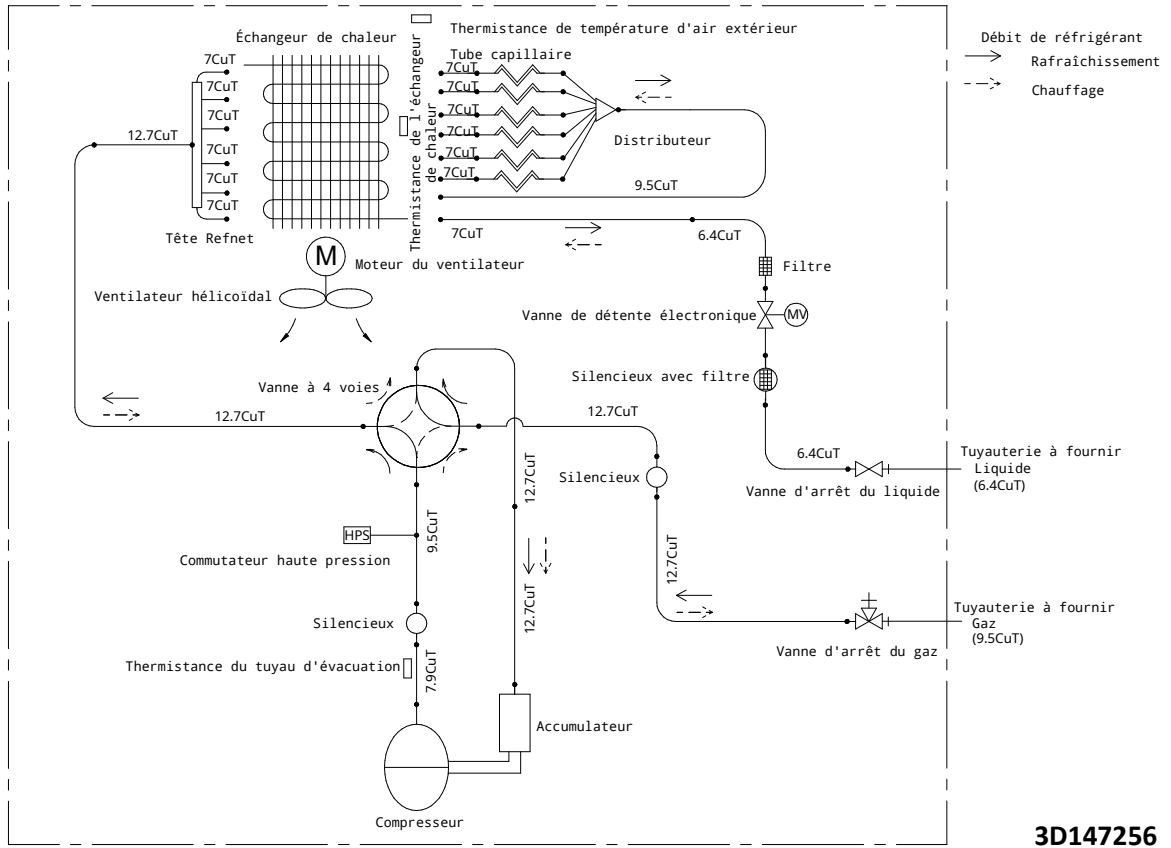 Thermistance de température d'air extérieur
Débit de réfrigérant
Échangeur de chaleur
Tube capillaire
Rafraîchissement
Chauffage
7CuT
7CuT
7CuT
7CuT
7CuT
7CuT
Thermistance de l'échangeur
de chaleur
7CuT
7CuT
7CuT
7CuT
7CuT
7CuT
12.7CuT
Distributeur
9.5CuT
Tête Refnet
7CuT
6.4CuT
M
Moteur du ventilateur
Filtre
Ventilateur hélicoïdal
Vanne de détente électronique
MV
Vanne à 4 voies
Silencieux avec filtre
12.7CuT
12.7CuT
6.4CuT
Tuyauterie à fournir
Liquide
(6.4CuT)
Silencieux
12.7CuT
Vanne d'arrêt du liquide
HPS
9.5CuT
Commutateur haute pression
12.7CuT
12.7CuT
Silencieux
Tuyauterie à fournir
Gaz
(9.5CuT)
Vanne d'arrêt du gaz
Thermistance du tuyau d'évacuation
7.9CuT
Accumulateur
Compresseur
3D147256